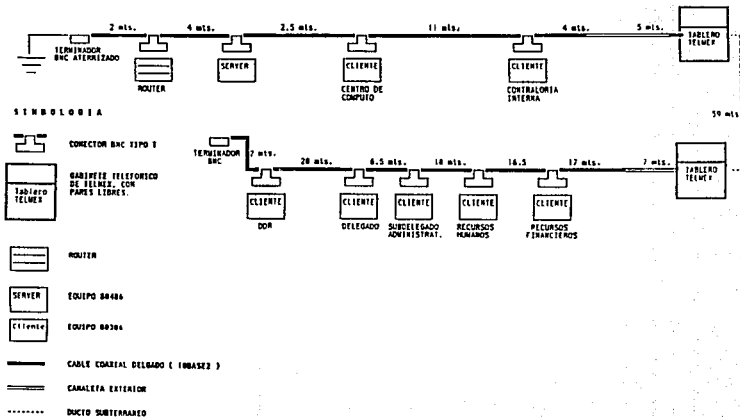 2 mts. 4 mts. 2.5 mts. 11 mts. 4 mts. 5 mts.
TERMINADOR
BNC ATERRIZADO
ROUTER
SERVER
CLIENTE
CENTRO DE
COMPUTO
CLIENTE
CONTRALORIA
INTERNA
TABLERO
TELMEX
59 mts
SIMBOLOGIA
CONECTOR BNC TIPO T
Tablero
TELMEX
GABINETE TELEFONICO
DE TELMEX, CON
PARES LIBRES.
ROUTER
SERVER
EQUIPO 80486
Cliente
EQUIPO 80386
CABLE COAXIAL DELGADO ( 10BASE2 )
CANALETA EXTERIOR
DUCTO SUBTERRANEO
TERMINADOR
BNC
7 mts. 20 mts. 6.5 mts. 10 mts. 16.5 17 mts. 7 mts.
CLIENTE
DDR
CLIENTE
DELEGADO
CLIENTE
SUBDELEGADO
ADMINISTRAT.
CLIENTE
RECURSOS
HUMANOS
CLIENTE
RECURSOS
FINANCIEROS
TABLERO
TELMEX